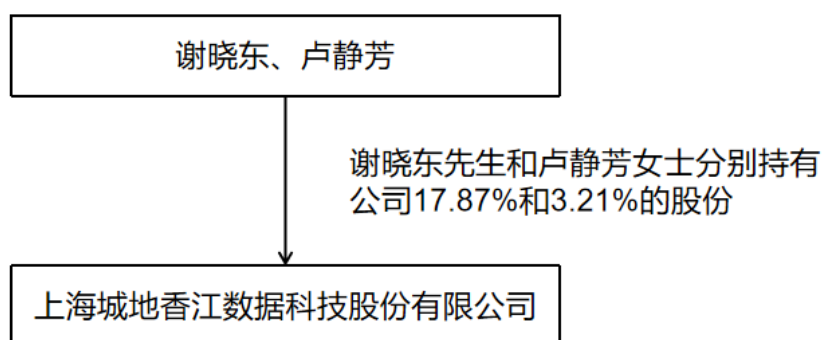 谢晓东、卢静芳
谢晓东先生和卢静芳女士分别持有
公司17.87%和3.21%的股份
上海城地香江数据科技股份有限公司